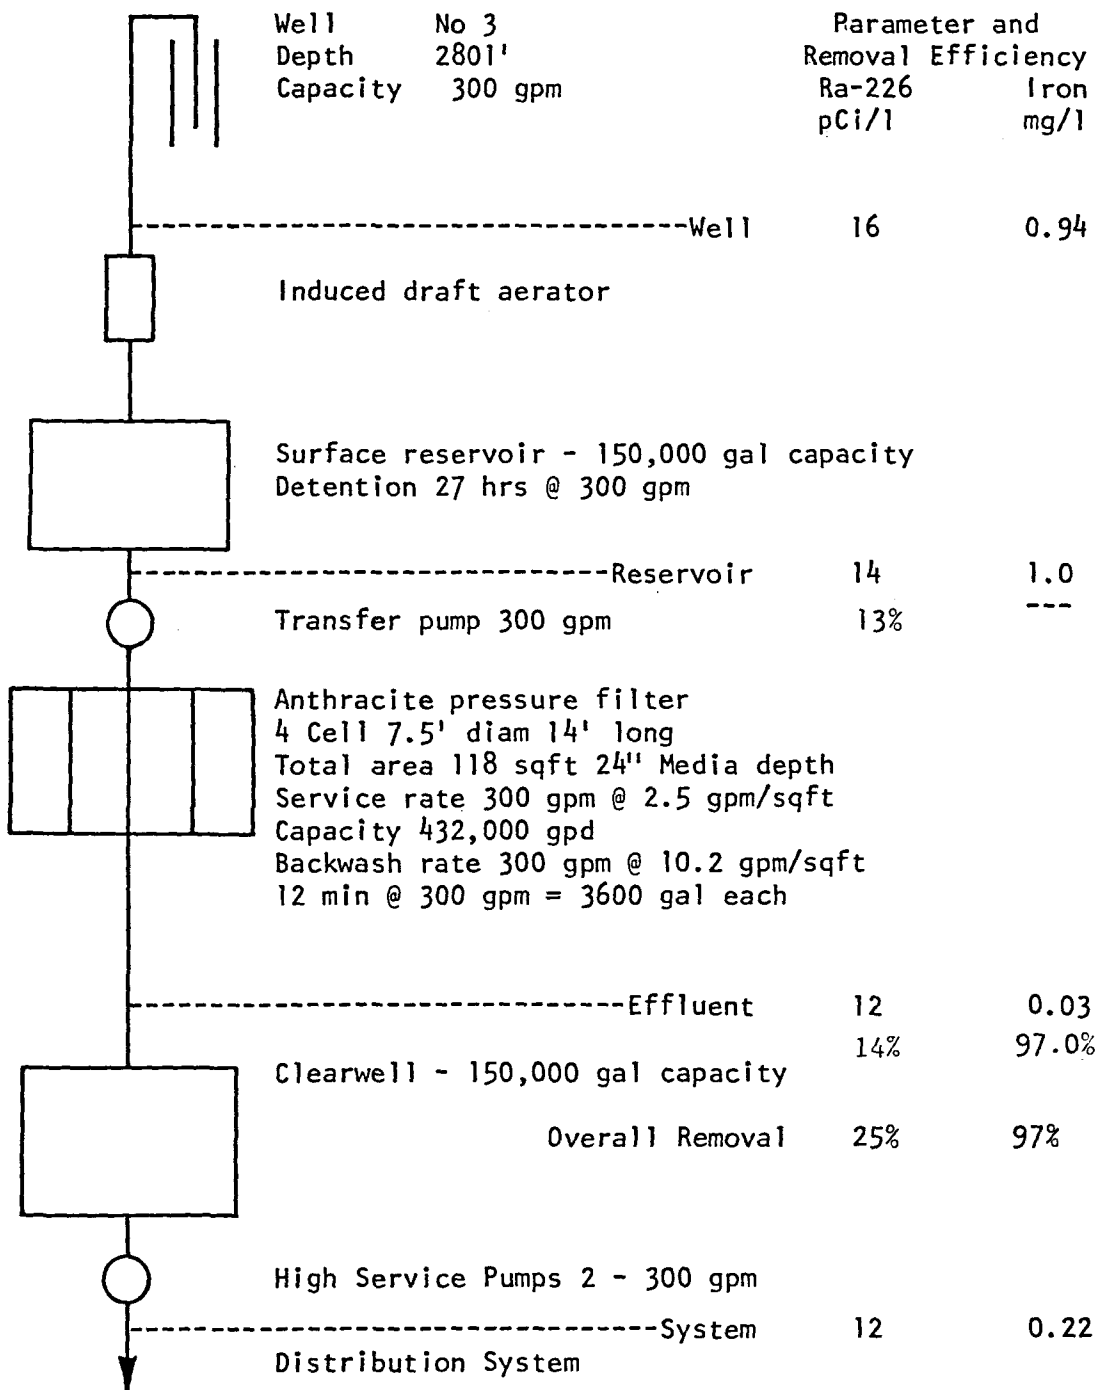 Well No 3 Parameter and
Depth 2801' Removal Efficiency
Capacity 300 gpm Ra-226 Iron
pCi/l mg/l
Well 16 0.94
Induced draft aerator
Surface reservoir - 150,000 gal capacity
Detention 27 hrs @ 300 gpm
Reservoir 14 1.0
Transfer pump 300 gpm 13% ---
Anthracite pressure filter
4 Cell 7.5' diam 14' long
Total area 118 sqft 24" Media depth
Service rate 300 gpm @ 2.5 gpm/sqft
Capacity 432,000 gpd
Backwash rate 300 gpm @ 10.2 gpm/sqft
12 min @ 300 gpm = 3600 gal each
Effluent 12 0.03
14% 97.0%
Clearwell - 150,000 gal capacity
Overall Removal 25% 97%
High Service Pumps 2 - 300 gpm
System 12 0.22
Distribution System